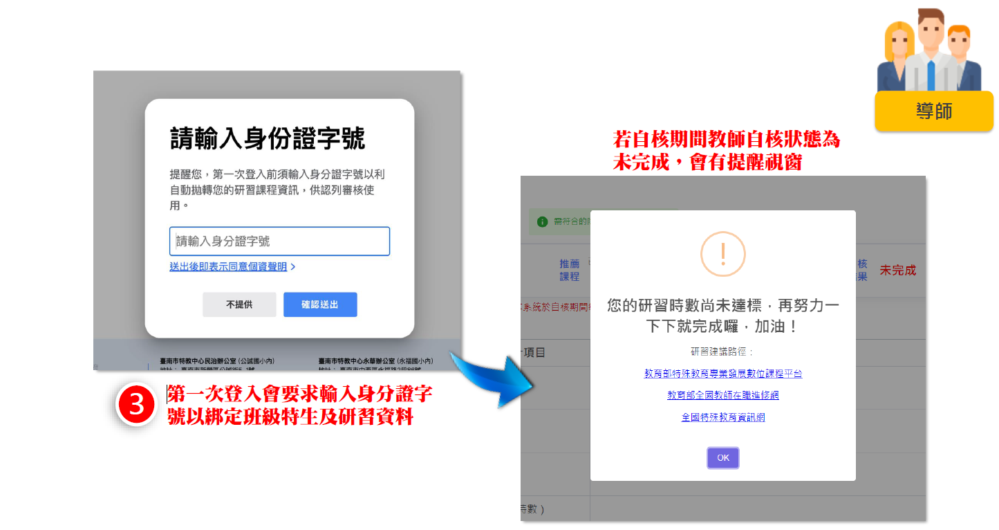 導師
請輸入身份證字號
提醒您，第一次登入前須輸入身分證字號以利
自動拋轉您的研習課程資訊，供認列審核使
用。
請輸入身分證字號
送出後即表示同意個資聲明 >
不提供
確認送出
臺南市特教中心民治辦公室 (公誠國小內)
臺南市特教中心永華辦公室 (永福國小內)
3
第一次登入會要求輸入身分證字
號以綁定班級特生及研習資料
若自核期間教師自核狀態為
未完成，會有提醒視窗
需符合的
推薦
課程
核
果
未完成
系統於自核期間
項目
您的研習時數尚未達標，再努力一
下下就完成囉，加油！
研習建議路徑：
教育部特殊教育專業發展數位課程平台
教育部全國教師在職進修網
全國特殊教育資訊網
OK
時數）